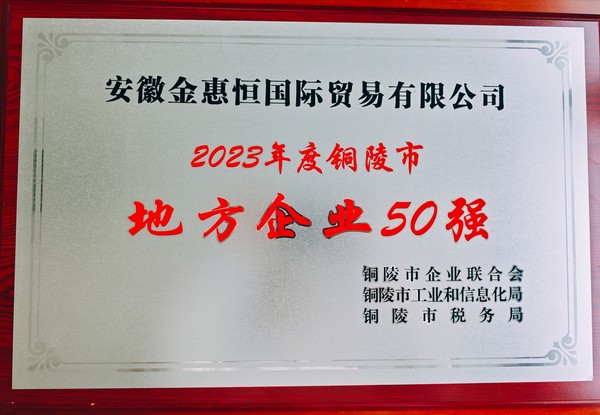 安徽金惠恒国际贸易有限公司
2023年度铜陵市
地方企业50强
铜陵市企业联合会
铜陵市工业和信息化局
铜陵市税务局